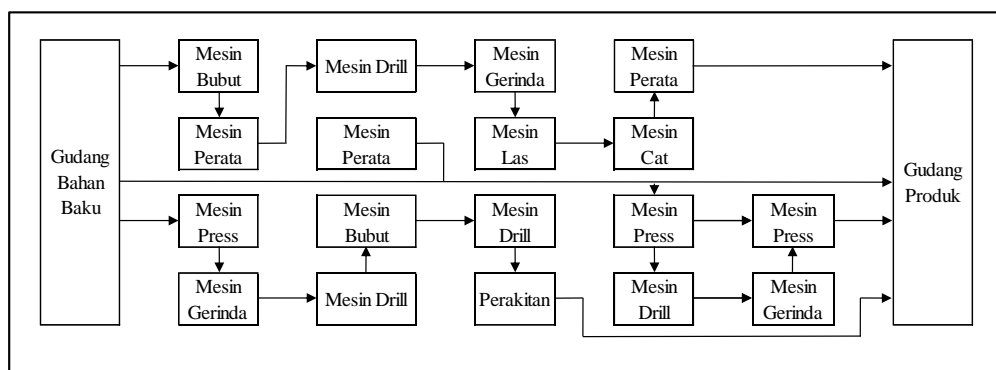 Gudang
Bahan
Baku
Mesin
Bubut
Mesin
Perata
Mesin Drill
Mesin
Perata
Mesin
Gerinda
Mesin
Las
Mesin
Perata
Mesin
Cat
Mesin
Press
Mesin
Gerinda
Mesin
Bubut
Mesin Drill
Mesin
Drill
Perakitan
Mesin
Press
Mesin
Drill
Mesin
Press
Mesin
Gerinda
Gudang
Produk